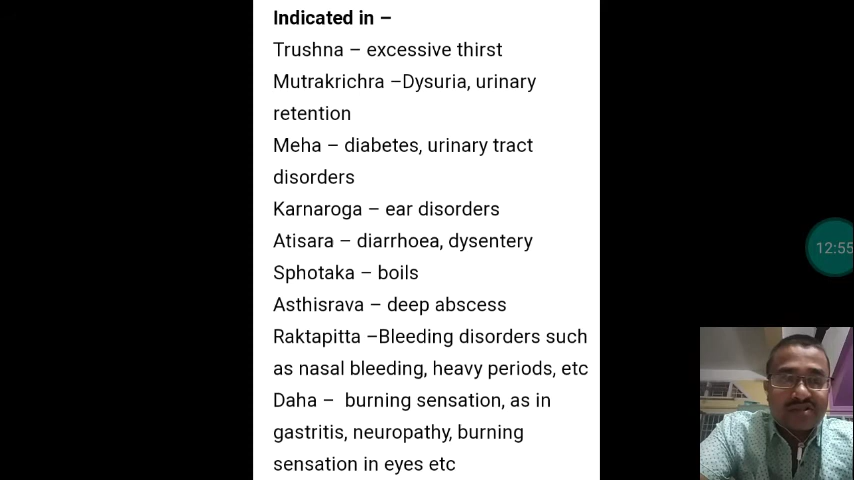 Indicated in –
Trushna – excessive thirst
Mutrakrichra –Dysuria, urinary
retention
Meha – diabetes, urinary tract
disorders
Karnaroga – ear disorders
Atisara – diarrhoea, dysentery
Sphotaka – boils
Asthisrava – deep abscess
Raktapitta –Bleeding disorders such
as nasal bleeding, heavy periods, etc
Daha –  burning sensation, as in
gastritis, neuropathy, burning
sensation in eyes etc
12:55